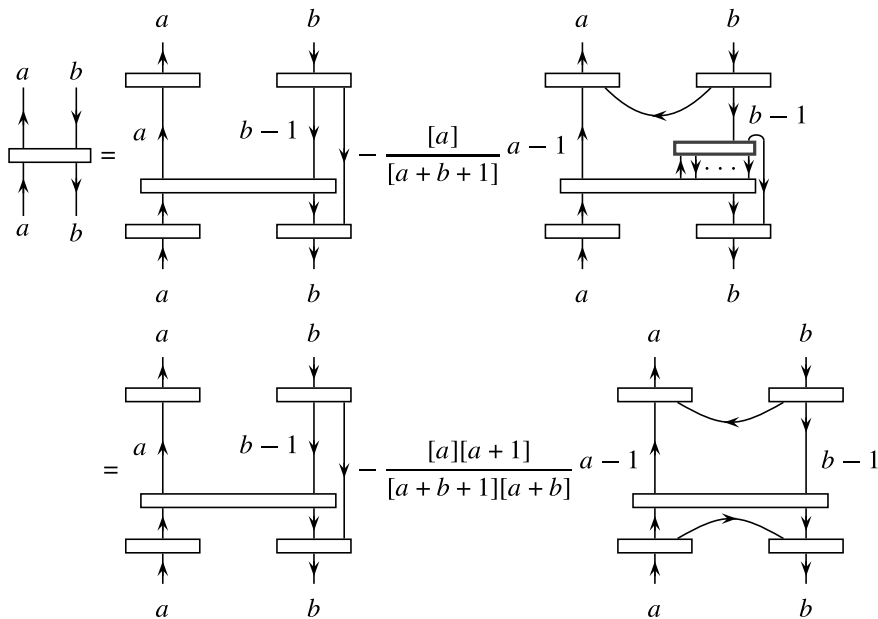 a b
a b
a b − 1 − [a] / [a + b + 1] a − 1 b − 1
=
· · ·
a b
a b a b
a b a b
a b − 1 a − 1 b − 1
= − [a][a + 1] / [a + b + 1][a + b]
a b a b